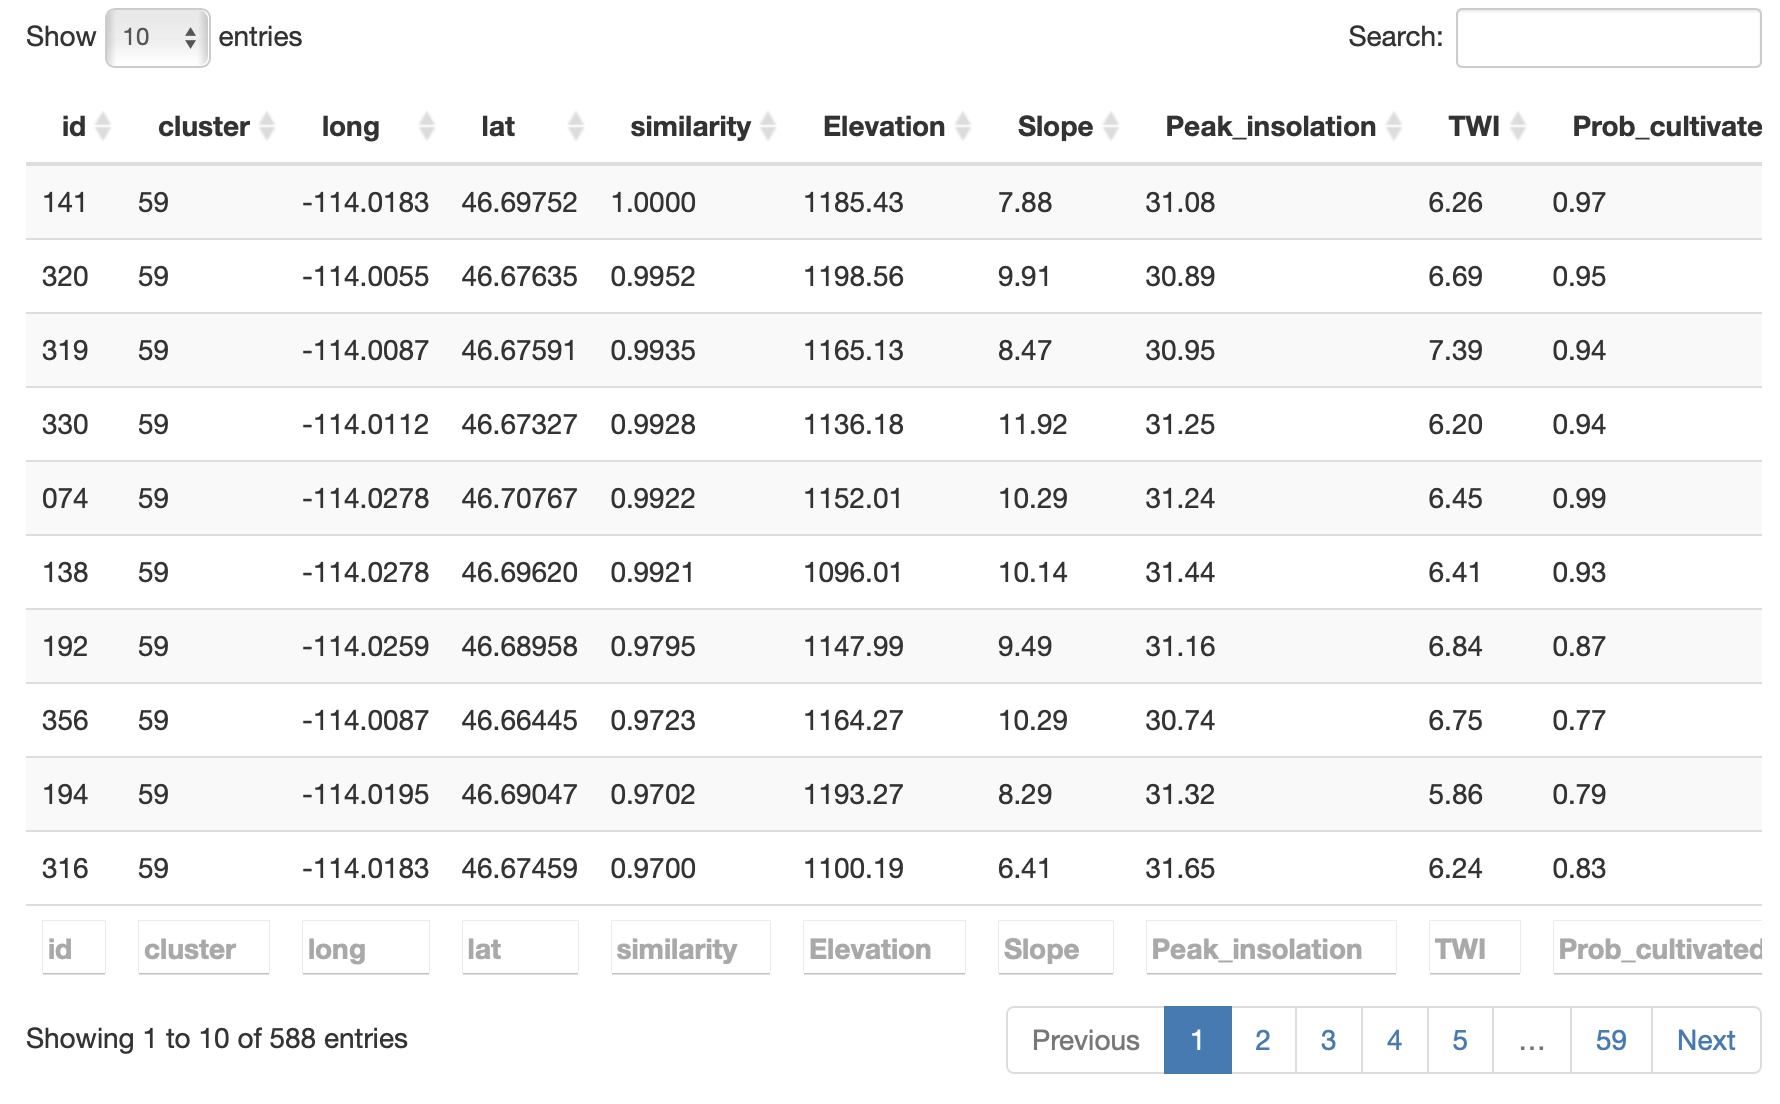 Show 10 entries Search:
id cluster long lat similarity Elevation Slope Peak_insolation TWI Prob_cultivate
141 59 -114.0183 46.69752 1.0000 1185.43 7.88 31.08 6.26 0.97
320 59 -114.0055 46.67635 0.9952 1198.56 9.91 30.89 6.69 0.95
319 59 -114.0087 46.67591 0.9935 1165.13 8.47 30.95 7.39 0.94
330 59 -114.0112 46.67327 0.9928 1136.18 11.92 31.25 6.20 0.94
074 59 -114.0278 46.70767 0.9922 1152.01 10.29 31.24 6.45 0.99
138 59 -114.0278 46.69620 0.9921 1096.01 10.14 31.44 6.41 0.93
192 59 -114.0259 46.68958 0.9795 1147.99 9.49 31.16 6.84 0.87
356 59 -114.0087 46.66445 0.9723 1164.27 10.29 30.74 6.75 0.77
194 59 -114.0195 46.69047 0.9702 1193.27 8.29 31.32 5.86 0.79
316 59 -114.0183 46.67459 0.9700 1100.19 6.41 31.65 6.24 0.83
id cluster long lat similarity Elevation Slope Peak_insolation TWI Prob_cultivated
Showing 1 to 10 of 588 entries Previous 1 2 3 4 5 … 59 Next